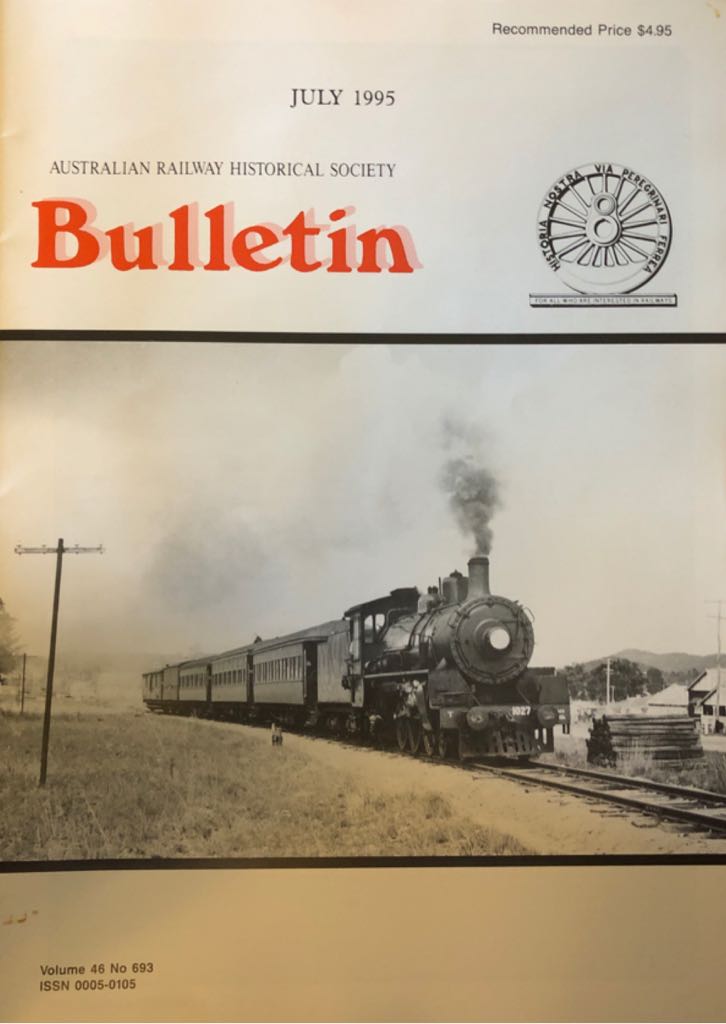 Recommended Price $4.95
JULY 1995
AUSTRALIAN RAILWAY HISTORICAL SOCIETY
Bulletin
HISTORIA NOSTRA VIA PEREGRINARI FERREA
FOR ALL WHO ARE INTERESTED IN RAILWAYS
T 1027
Volume 46 No 693
ISSN 0005-0105